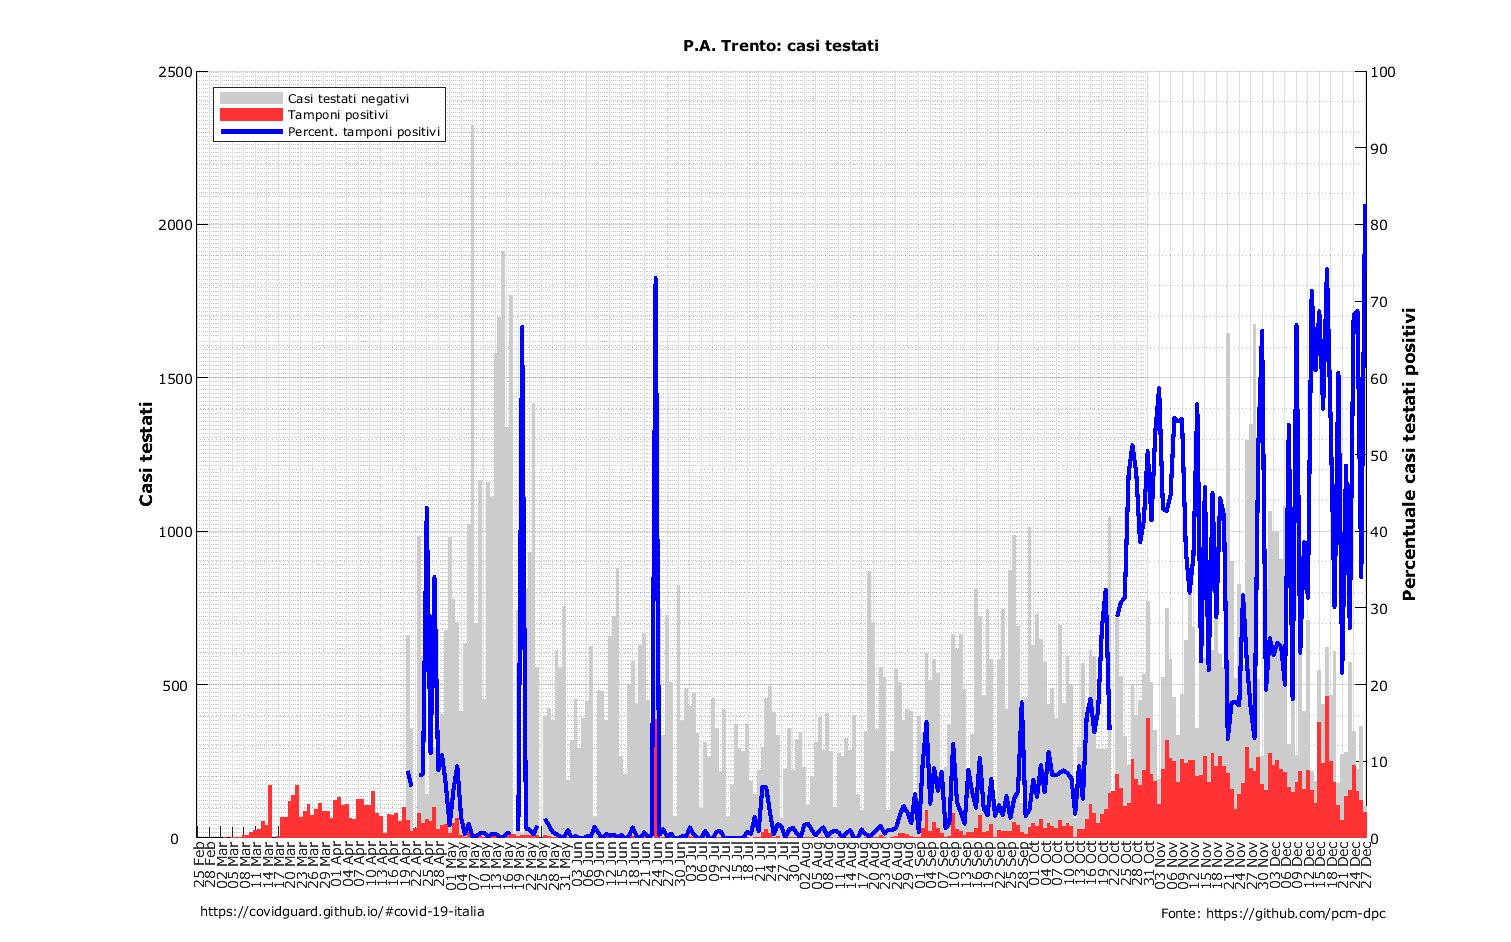 P.A. Trento: casi testati
Casi testati negativi
Tamponi positivi
Percent. tamponi positivi
Casi testati
2500
2000
1500
1000
500
0
100
90
80
70
60
50
40
30
20
10
0
Percentuale casi testati positivi
25 Feb
28 Feb
02 Mar
05 Mar
08 Mar
11 Mar
14 Mar
17 Mar
20 Mar
23 Mar
26 Mar
29 Mar
01 Apr
04 Apr
07 Apr
10 Apr
13 Apr
16 Apr
19 Apr
22 Apr
25 Apr
28 Apr
01 May
04 May
07 May
10 May
13 May
16 May
19 May
22 May
25 May
28 May
31 May
03 Jun
06 Jun
09 Jun
12 Jun
15 Jun
18 Jun
21 Jun
24 Jun
27 Jun
30 Jun
03 Jul
06 Jul
09 Jul
12 Jul
15 Jul
18 Jul
21 Jul
24 Jul
27 Jul
30 Jul
02 Aug
05 Aug
08 Aug
11 Aug
14 Aug
17 Aug
20 Aug
23 Aug
26 Aug
29 Aug
01 Sep
04 Sep
07 Sep
10 Sep
13 Sep
16 Sep
19 Sep
22 Sep
25 Sep
28 Sep
01 Oct
04 Oct
07 Oct
10 Oct
13 Oct
16 Oct
19 Oct
22 Oct
25 Oct
28 Oct
31 Oct
03 Nov
06 Nov
09 Nov
12 Nov
15 Nov
18 Nov
21 Nov
24 Nov
27 Nov
30 Nov
03 Dec
06 Dec
09 Dec
12 Dec
15 Dec
18 Dec
21 Dec
24 Dec
27 Dec
https://covidguard.github.io/#covid-19-italia
Fonte: https://github.com/pcm-dpc